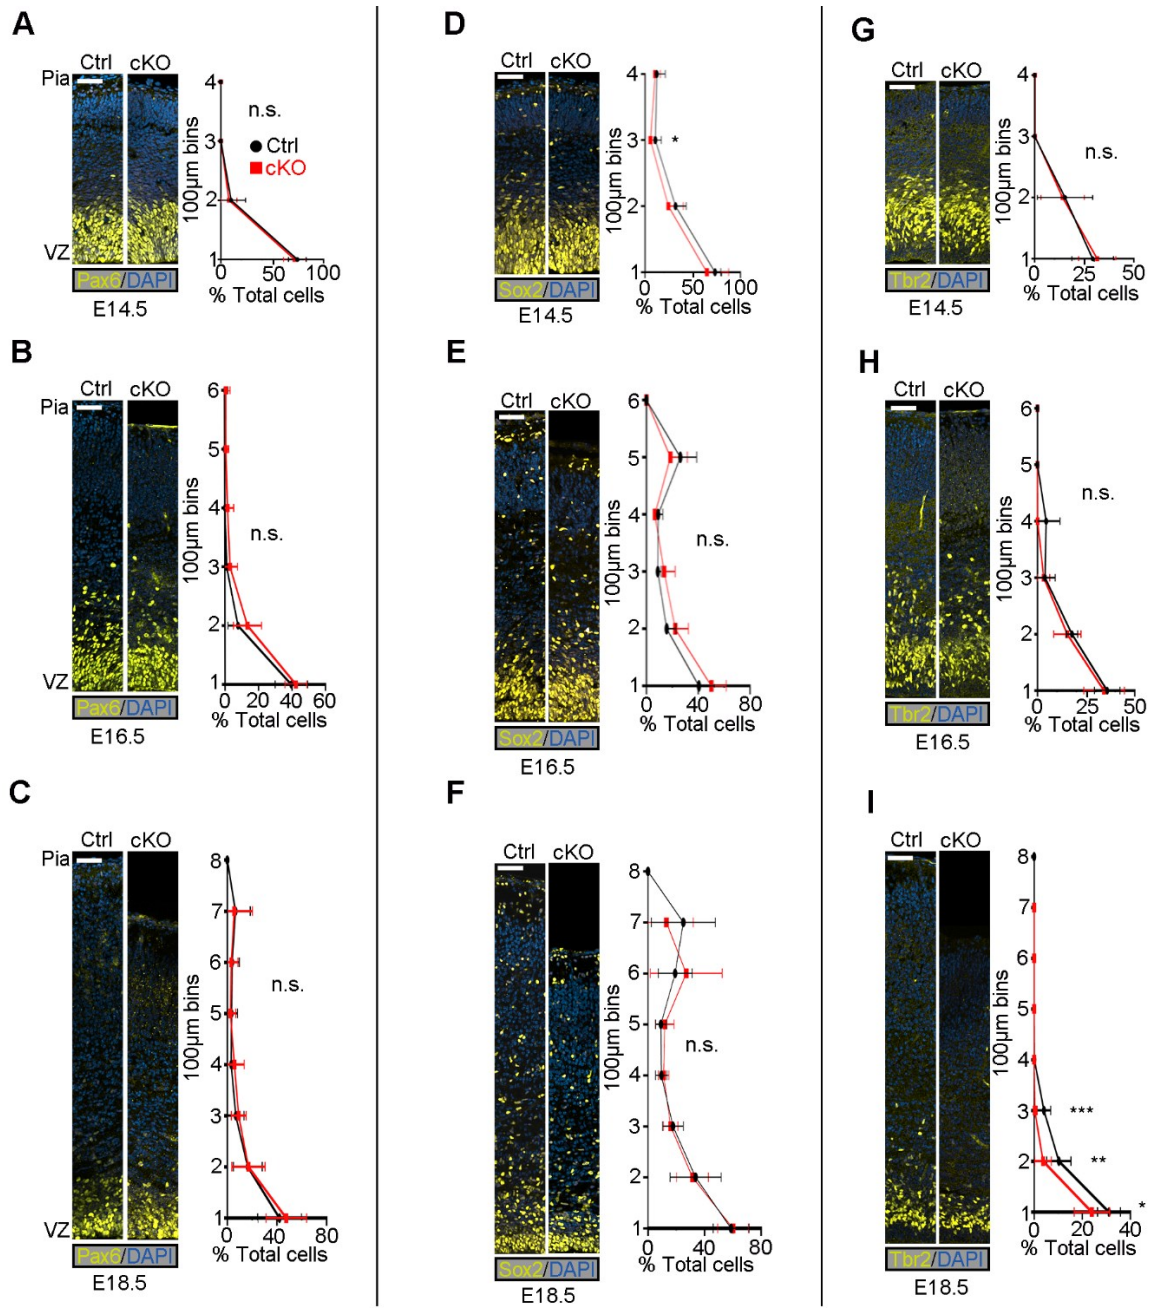 A
Ctrl cKO
Pia
4
3
2
1
n.s.
Ctrl
cKO
100µm bins
VZ
0 50 100
% Total cells
Pax6/DAPI
E14.5
B
Ctrl cKO
Pia
6
5
4
3
2
1
n.s.
100µm bins
VZ
0 20 40 60
% Total cells
Pax6/DAPI
E16.5
C
Ctrl cKO
Pia
8
7
6
5
4
3
2
1
n.s.
100µm bins
VZ
0 20 40 60 80
% Total cells
Pax6/DAPI
E18.5
D
Ctrl cKO
4
3
2
1
*
100µm bins
0 50 100
% Total cells
Sox2/DAPI
E14.5
E
Ctrl cKO
6
5
4
3
2
1
n.s.
100µm bins
0 40 80
% Total cells
Sox2/DAPI
E16.5
F
Ctrl cKO
8
7
6
5
4
3
2
1
n.s.
100µm bins
0 40 80
% Total cells
Sox2/DAPI
E18.5
G
Ctrl cKO
4
3
2
1
n.s.
100µm bins
0 25 50
% Total cells
Tbr2/DAPI
E14.5
H
Ctrl cKO
6
5
4
3
2
1
n.s.
100µm bins
0 25 50
% Total cells
Tbr2/DAPI
E16.5
I
Ctrl cKO
8
7
6
5
4
3
2
1
***
**
*
100µm bins
0 20 40
% Total cells
Tbr2/DAPI
E18.5